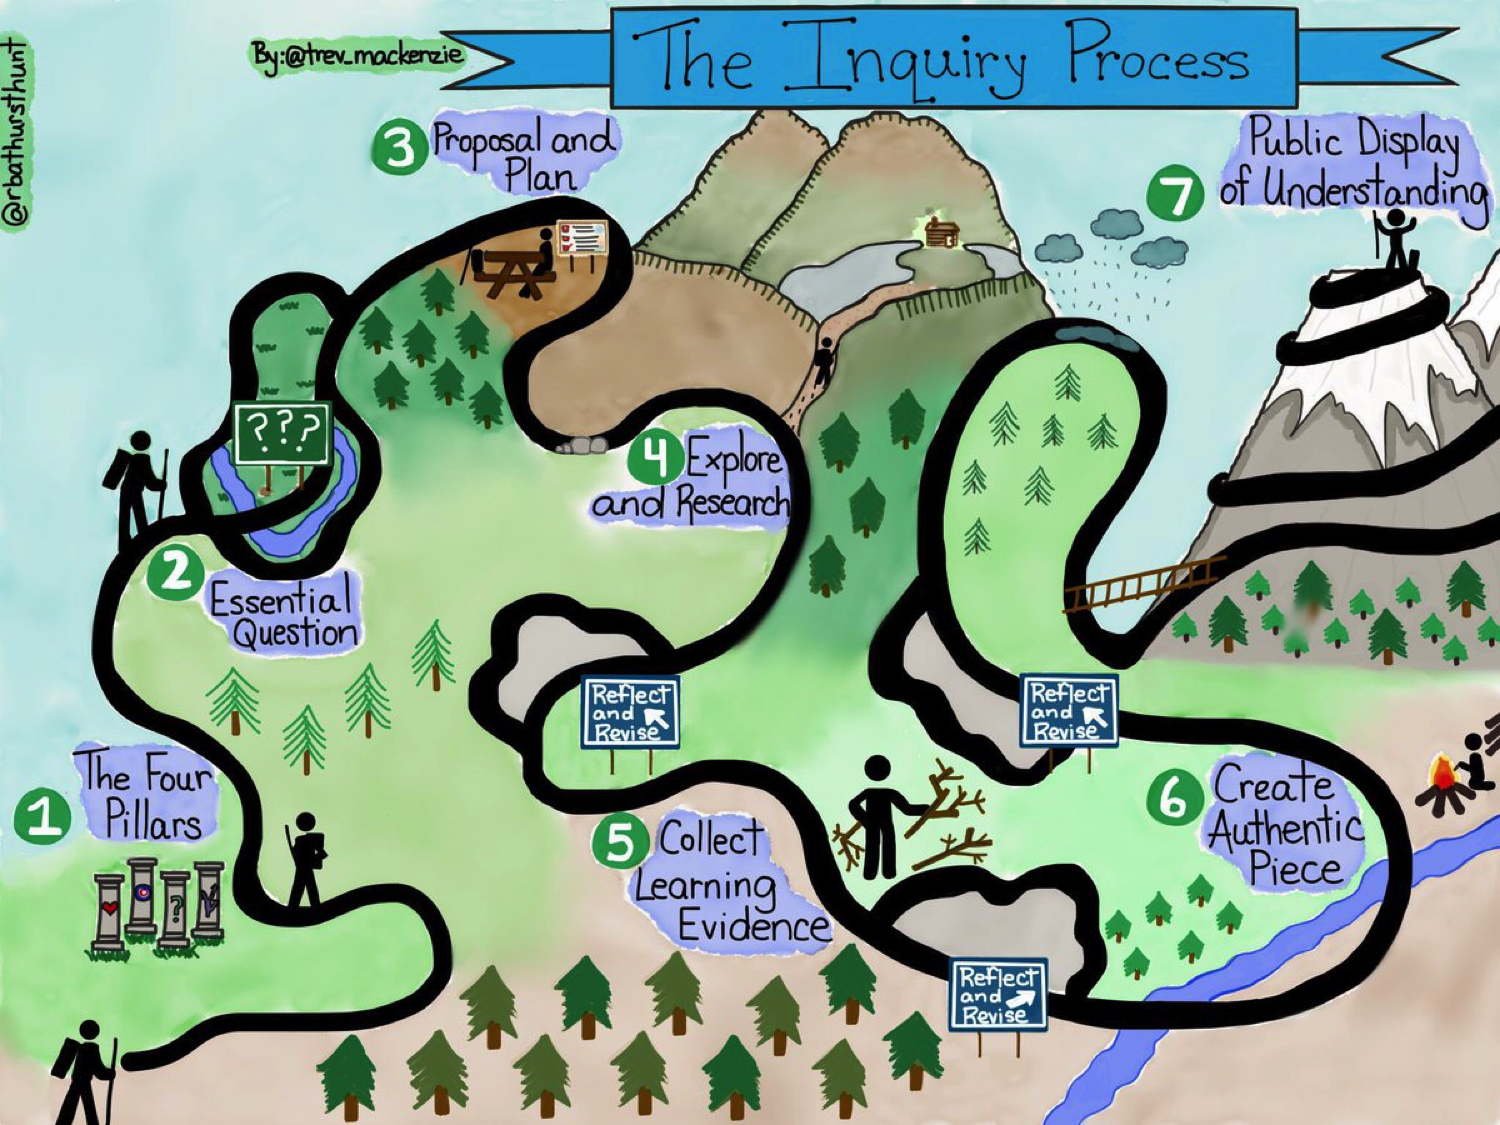 The Inquiry Process
By:@trev_mackenzie
@rbathursthunt
1 The Four
Pillars
?
2 Essential
Question
???
3 Proposal and
Plan
4 Explore
and Research
Reflect
and
Revise
5 Collect
Learning
Evidence
Reflect
and
Revise
6 Create
Authentic
Piece
Reflect
and
Revise
7 Public Display
of Understanding